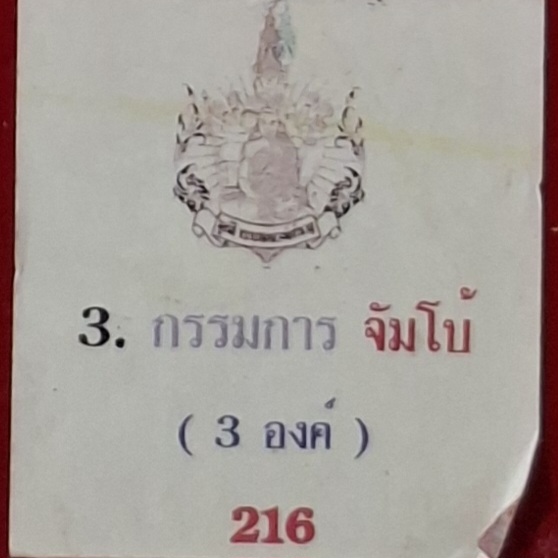 3. กรรมการ จัมโบ้
( 3 องค์ )
216